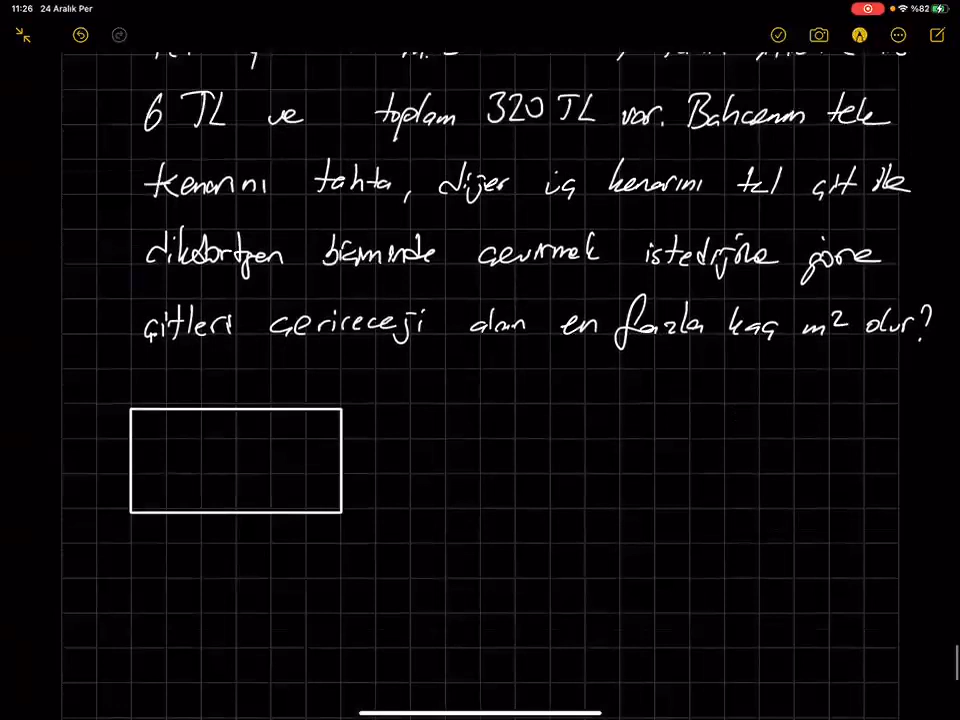 11:26 24 Aralık Per %82
6 TL ve toplam 320 TL var. Bahçenin tek
kenarını tahta, diğer üç kenarını tel çit ile
dikdörtgen biçiminde çevirmek istediğine göre
çitleri çevireceği alan en fazla kaç m² olur?